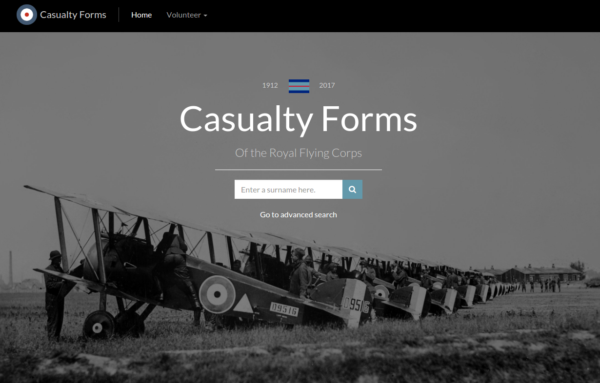 Casualty Forms
Home
Volunteer
1912
2017
Casualty Forms
Of the Royal Flying Corps
Enter a surname here.
Go to advanced search